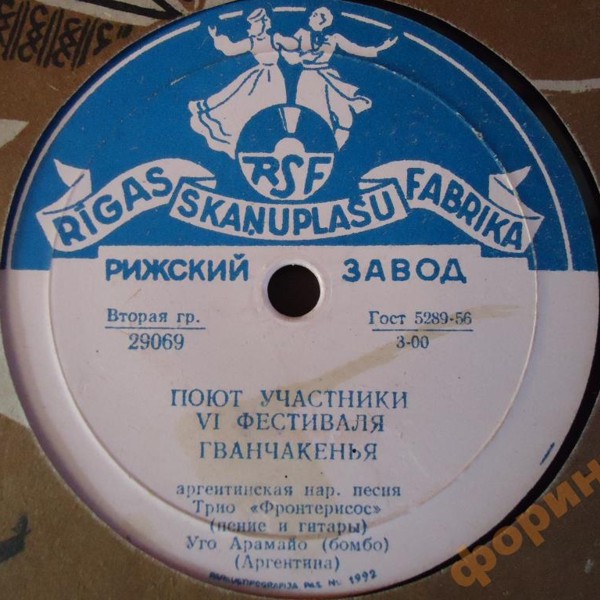 RSF
RĪGAS SKAŅUPLAŠU FABRIKA
РИЖСКИЙ ЗАВОД
Вторая гр. Гост 5289-56
29069 3-00
ПОЮТ УЧАСТНИКИ
VI ФЕСТИВАЛЯ
ГВАНЧАКЕНЬЯ
аргентинская нар. песня
Трио «Фронтерисос»
(пение и гитары)
Уго Арамайо (бомбо)
(Аргентина)
1992
форин